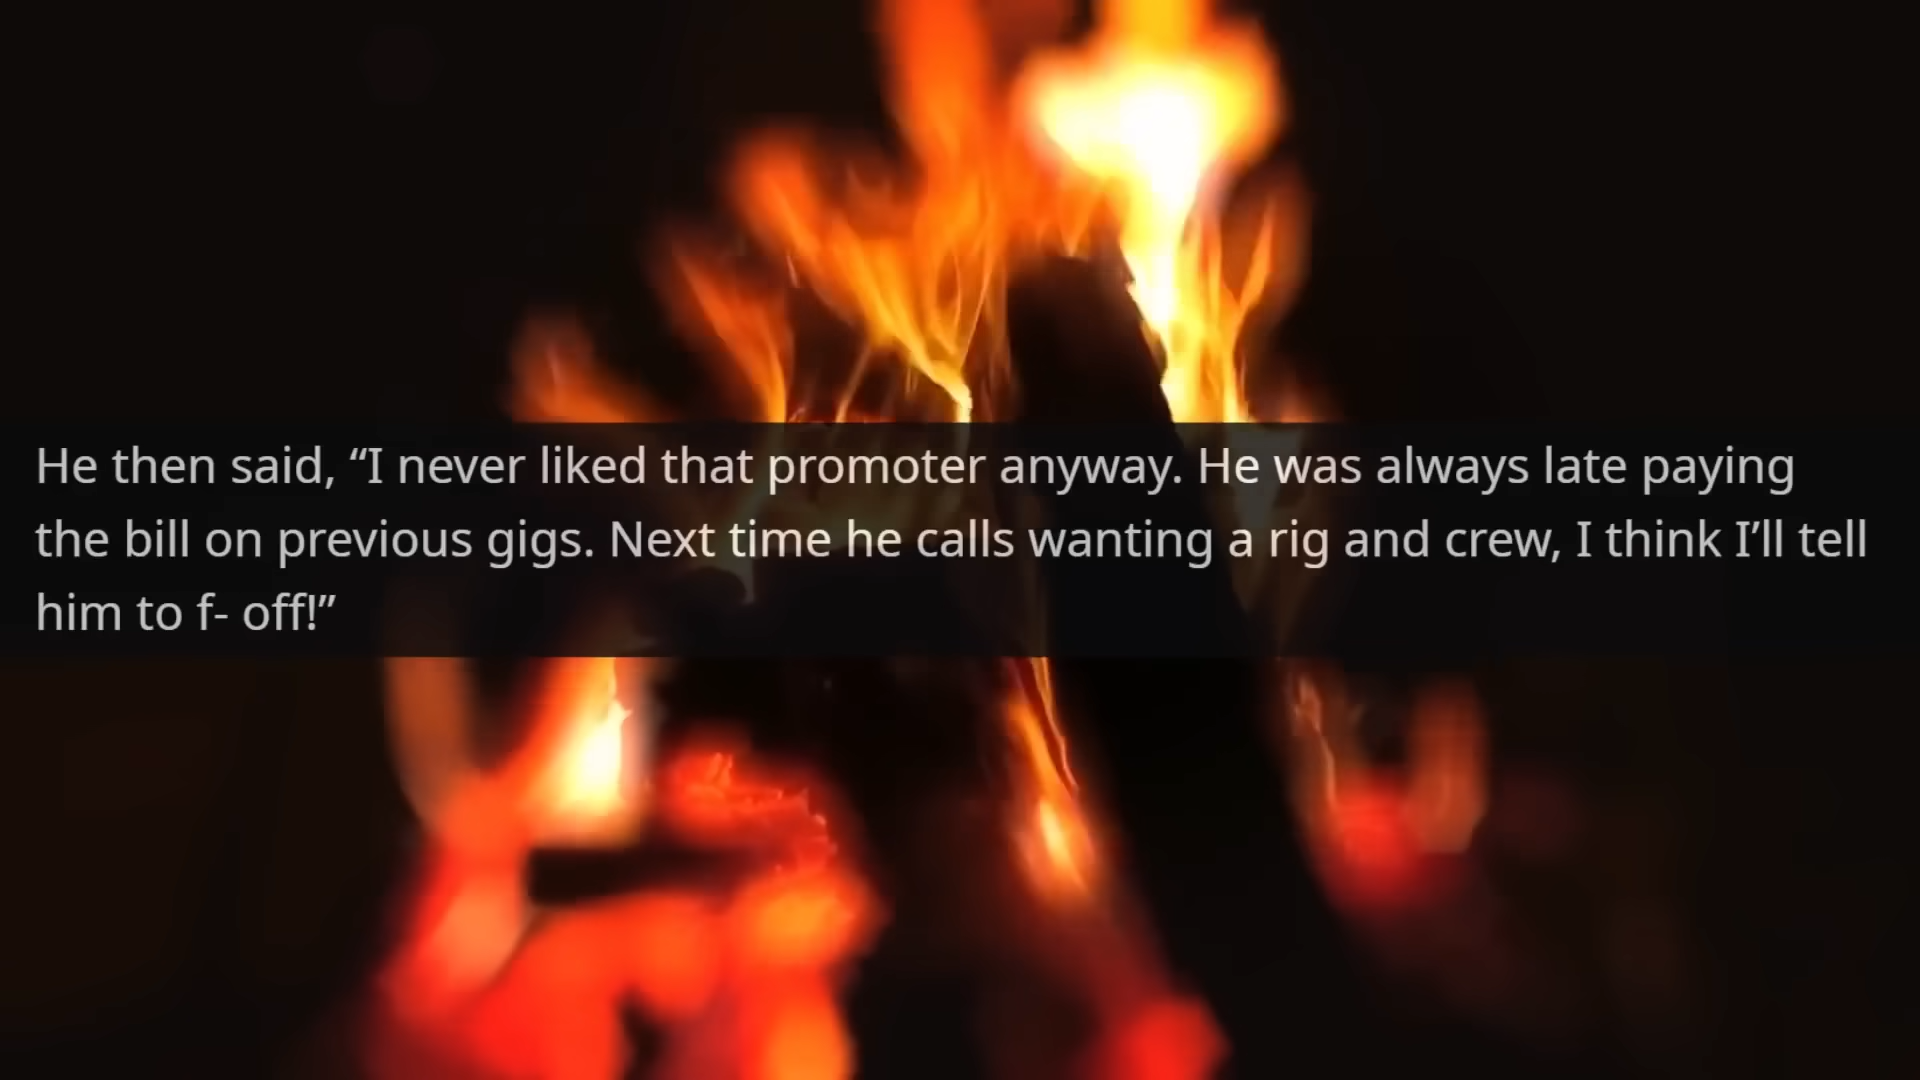 He then said, “I never liked that promoter anyway. He was always late paying
the bill on previous gigs. Next time he calls wanting a rig and crew, I think I’ll tell
him to f- off!”